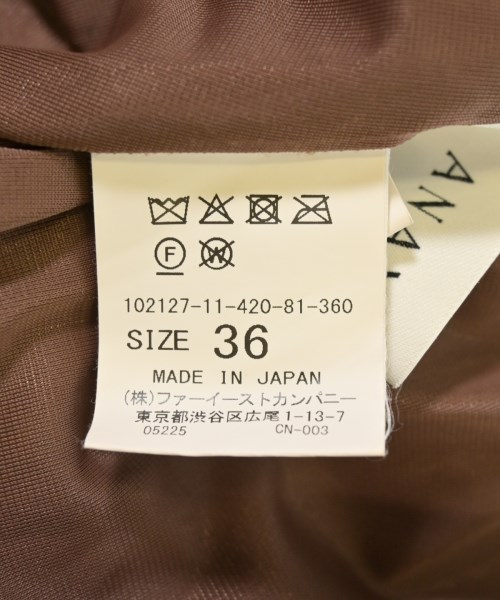 F W
102127-11-420-81-360
SIZE 36
MADE IN JAPAN
(株)ファーイーストカンパニー
東京都渋谷区広尾1-13-7
05225 CN-003